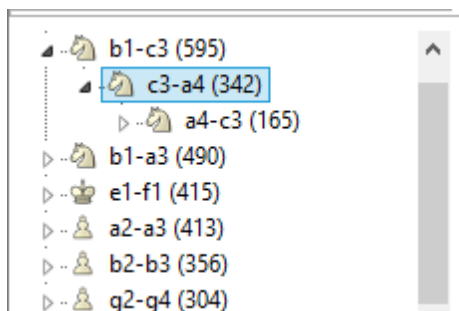 b1-c3 (595)
c3-a4 (342)
a4-c3 (165)
b1-a3 (490)
e1-f1 (415)
a2-a3 (413)
b2-b3 (356)
g2-g4 (304)